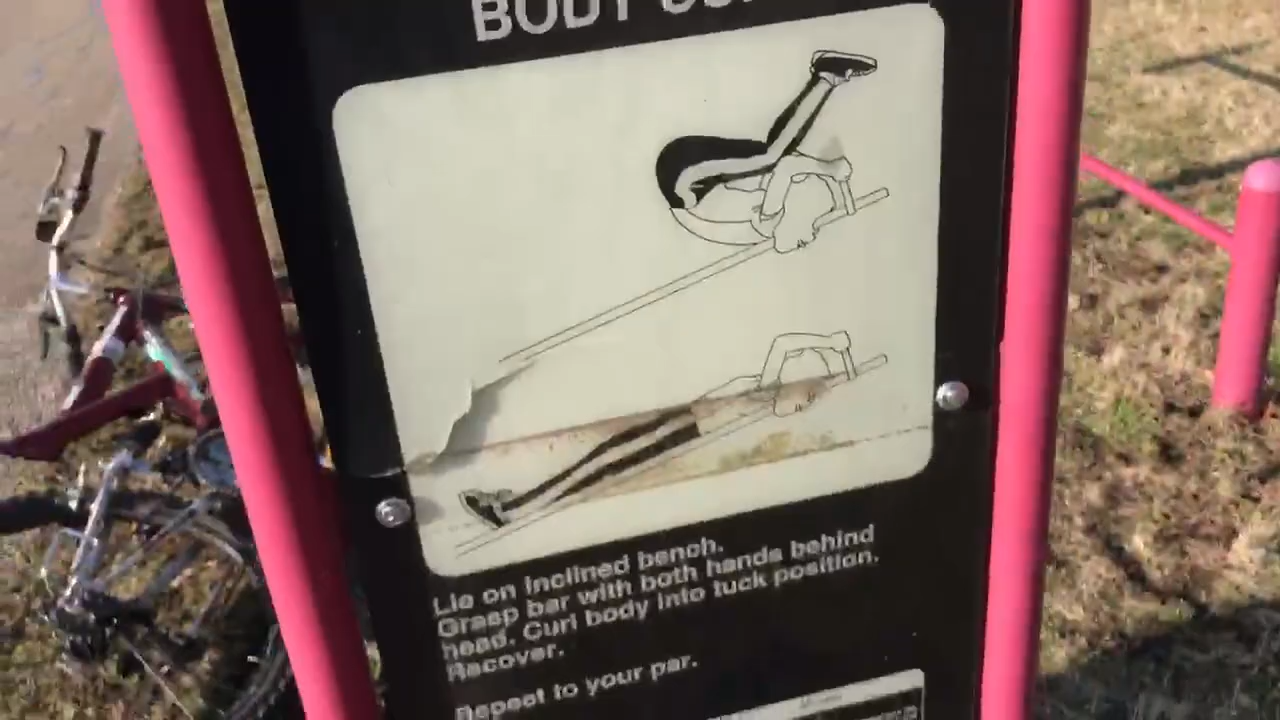 BODY
Lie on inclined bench.
Grasp bar with both hands behind
head. Curl body into tuck position.
Recover.
Repeat to your par.